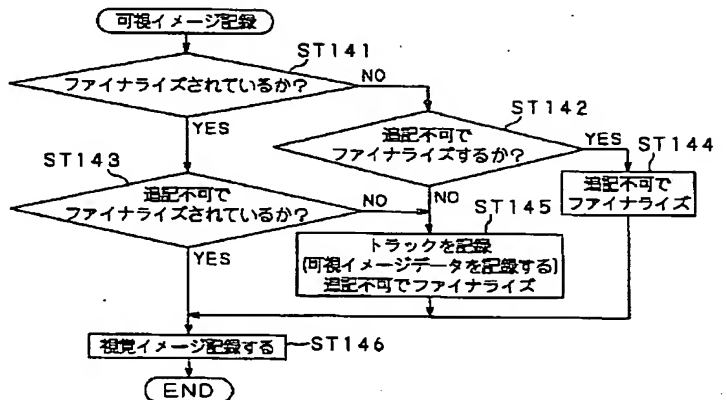 可視イメージ記録
ST141
ファイナライズされているか?
NO
ST142
YES
追記不可で
ファイナライズするか?
YES
ST144
ST143
追記不可で
ファイナライズされているか?
NO
NO
追記不可で
ファイナライズ
ST145
YES
トラックを記録
(可視イメージデータを記録する)
追記不可でファイナライズ
視覚イメージ記録する
ST146
END